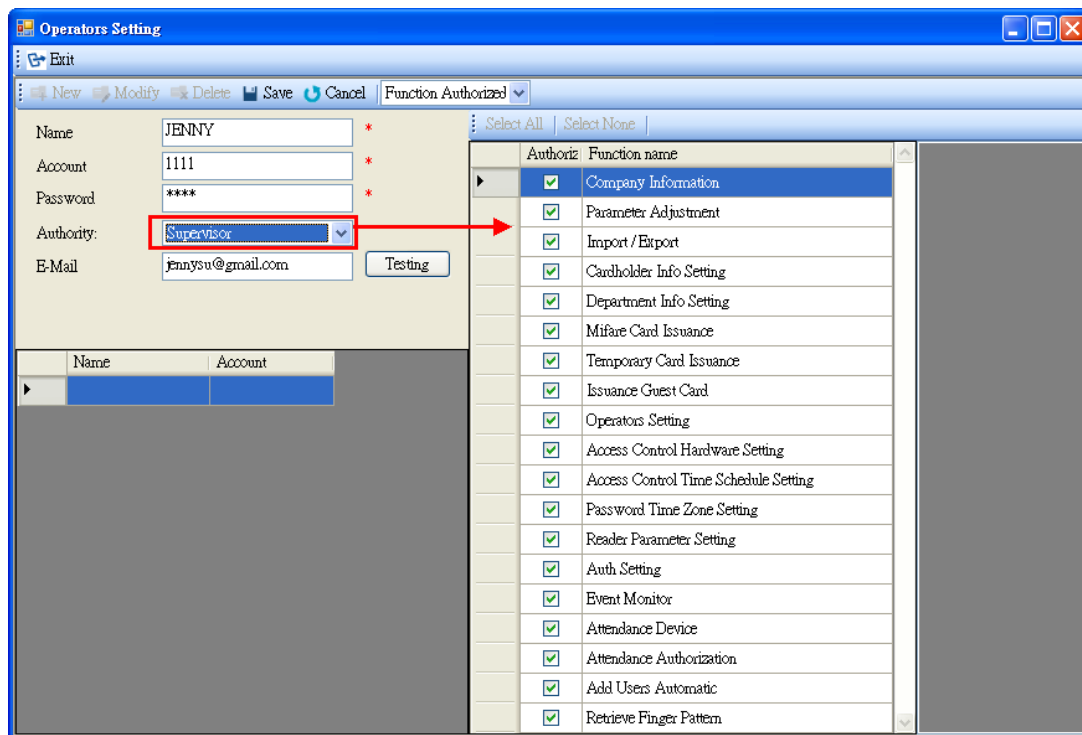 Operators Setting
Exit
New Modify Delete Save Cancel Function Authorized
Name JENNY *
Account 1111 *
Password **** *
Authority: Supervisor
E-Mail jennysu@gmail.com Testing
Name Account
Select All Select None
Authoriz Function name
Company Information
Parameter Adjustment
Import / Export
Cardholder Info Setting
Department Info Setting
Mifare Card Issuance
Temporary Card Issuance
Issuance Guest Card
Operators Setting
Access Control Hardware Setting
Access Control Time Schedule Setting
Password Time Zone Setting
Reader Parameter Setting
Auth Setting
Event Monitor
Attendance Device
Attendance Authorization
Add Users Automatic
Retrieve Finger Pattern